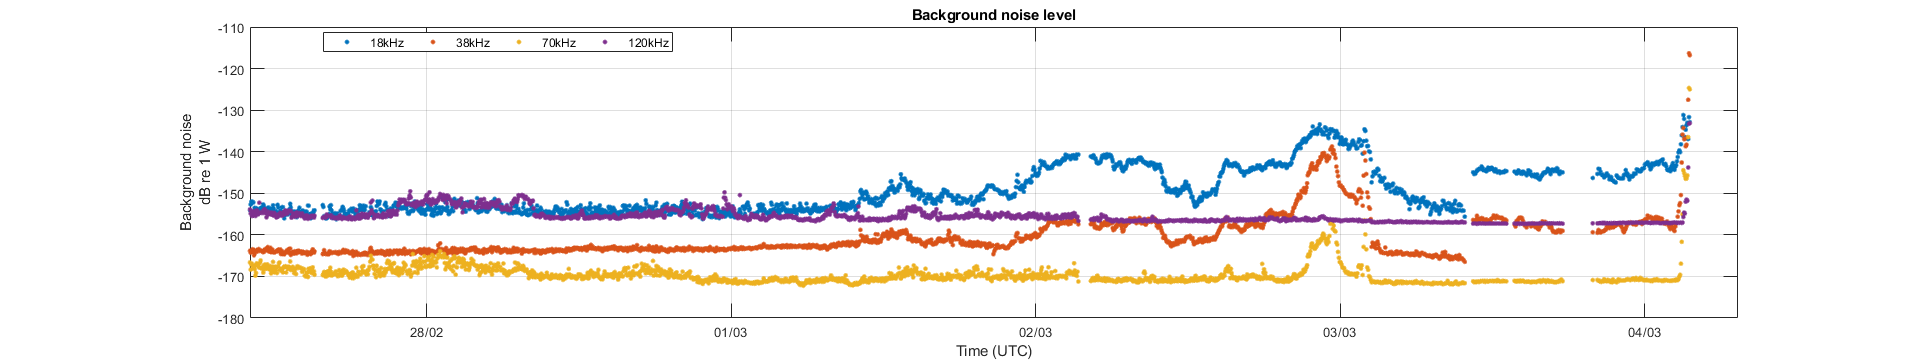 Background noise level
18kHz 38kHz 70kHz 120kHz
-110
-120
-130
-140
-150
-160
-170
-180
Background noise
dB re 1 W
28/02 01/03 02/03 03/03 04/03
Time (UTC)